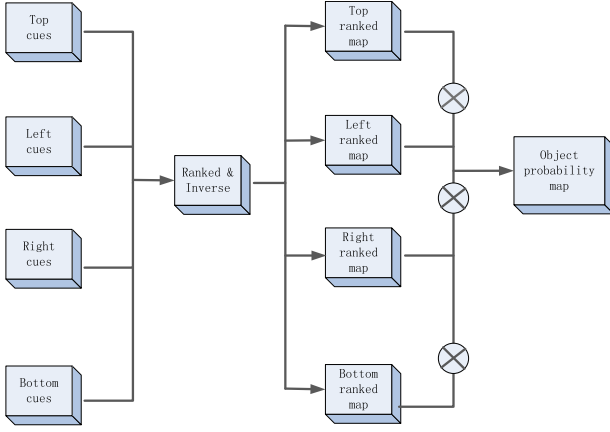 Top
cues
Left
cues
Right
cues
Bottom
cues
Ranked &
Inverse
Top
ranked
map
Left
ranked
map
Right
ranked
map
Bottom
ranked
map
Object
probability
map